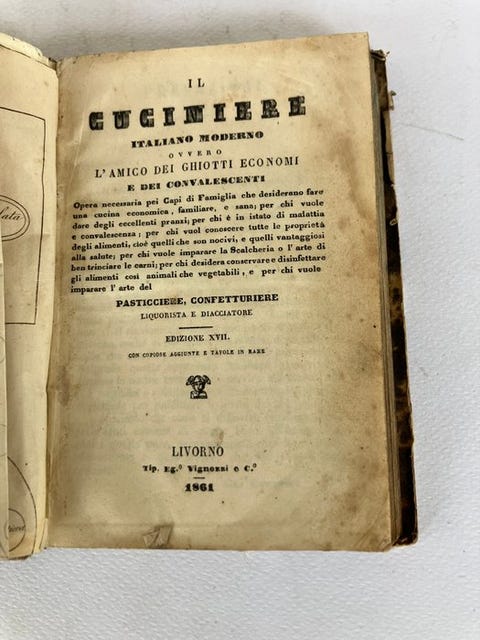 IL
CUCINIERE
ITALIANO MODERNO
OVVERO
L'AMICO DEI GHIOTTI ECONOMI
E DEI CONVALESCENTI
Opera necessaria pei Capi di Famiglia che desiderano fare
una cucina economica, familiare, e sana; per chi vuole
dare degli eccellenti pranzi; per chi è in istato di malattia
e convalescenza; per chi vuol conoscere tutte le proprietà
degli alimenti, cioè quelli che son nocivi, e quelli vantaggiosi
alla salute; per chi vuole imparare la Scalcheria o l'arte di
ben trinciare le carni; per chi desidera conservare e disinfettare
gli alimenti così animali che vegetabili, e per chi vuole
imparare l'arte del
PASTICCIERE, CONFETTURIERE
LIQUORISTA E DIACCIATORE
EDIZIONE XVII.
CON COPIOSE AGGIUNTE E TAVOLE IN RAME
LIVORNO
Tip. Eg.º Vignozzi e C.º
1861